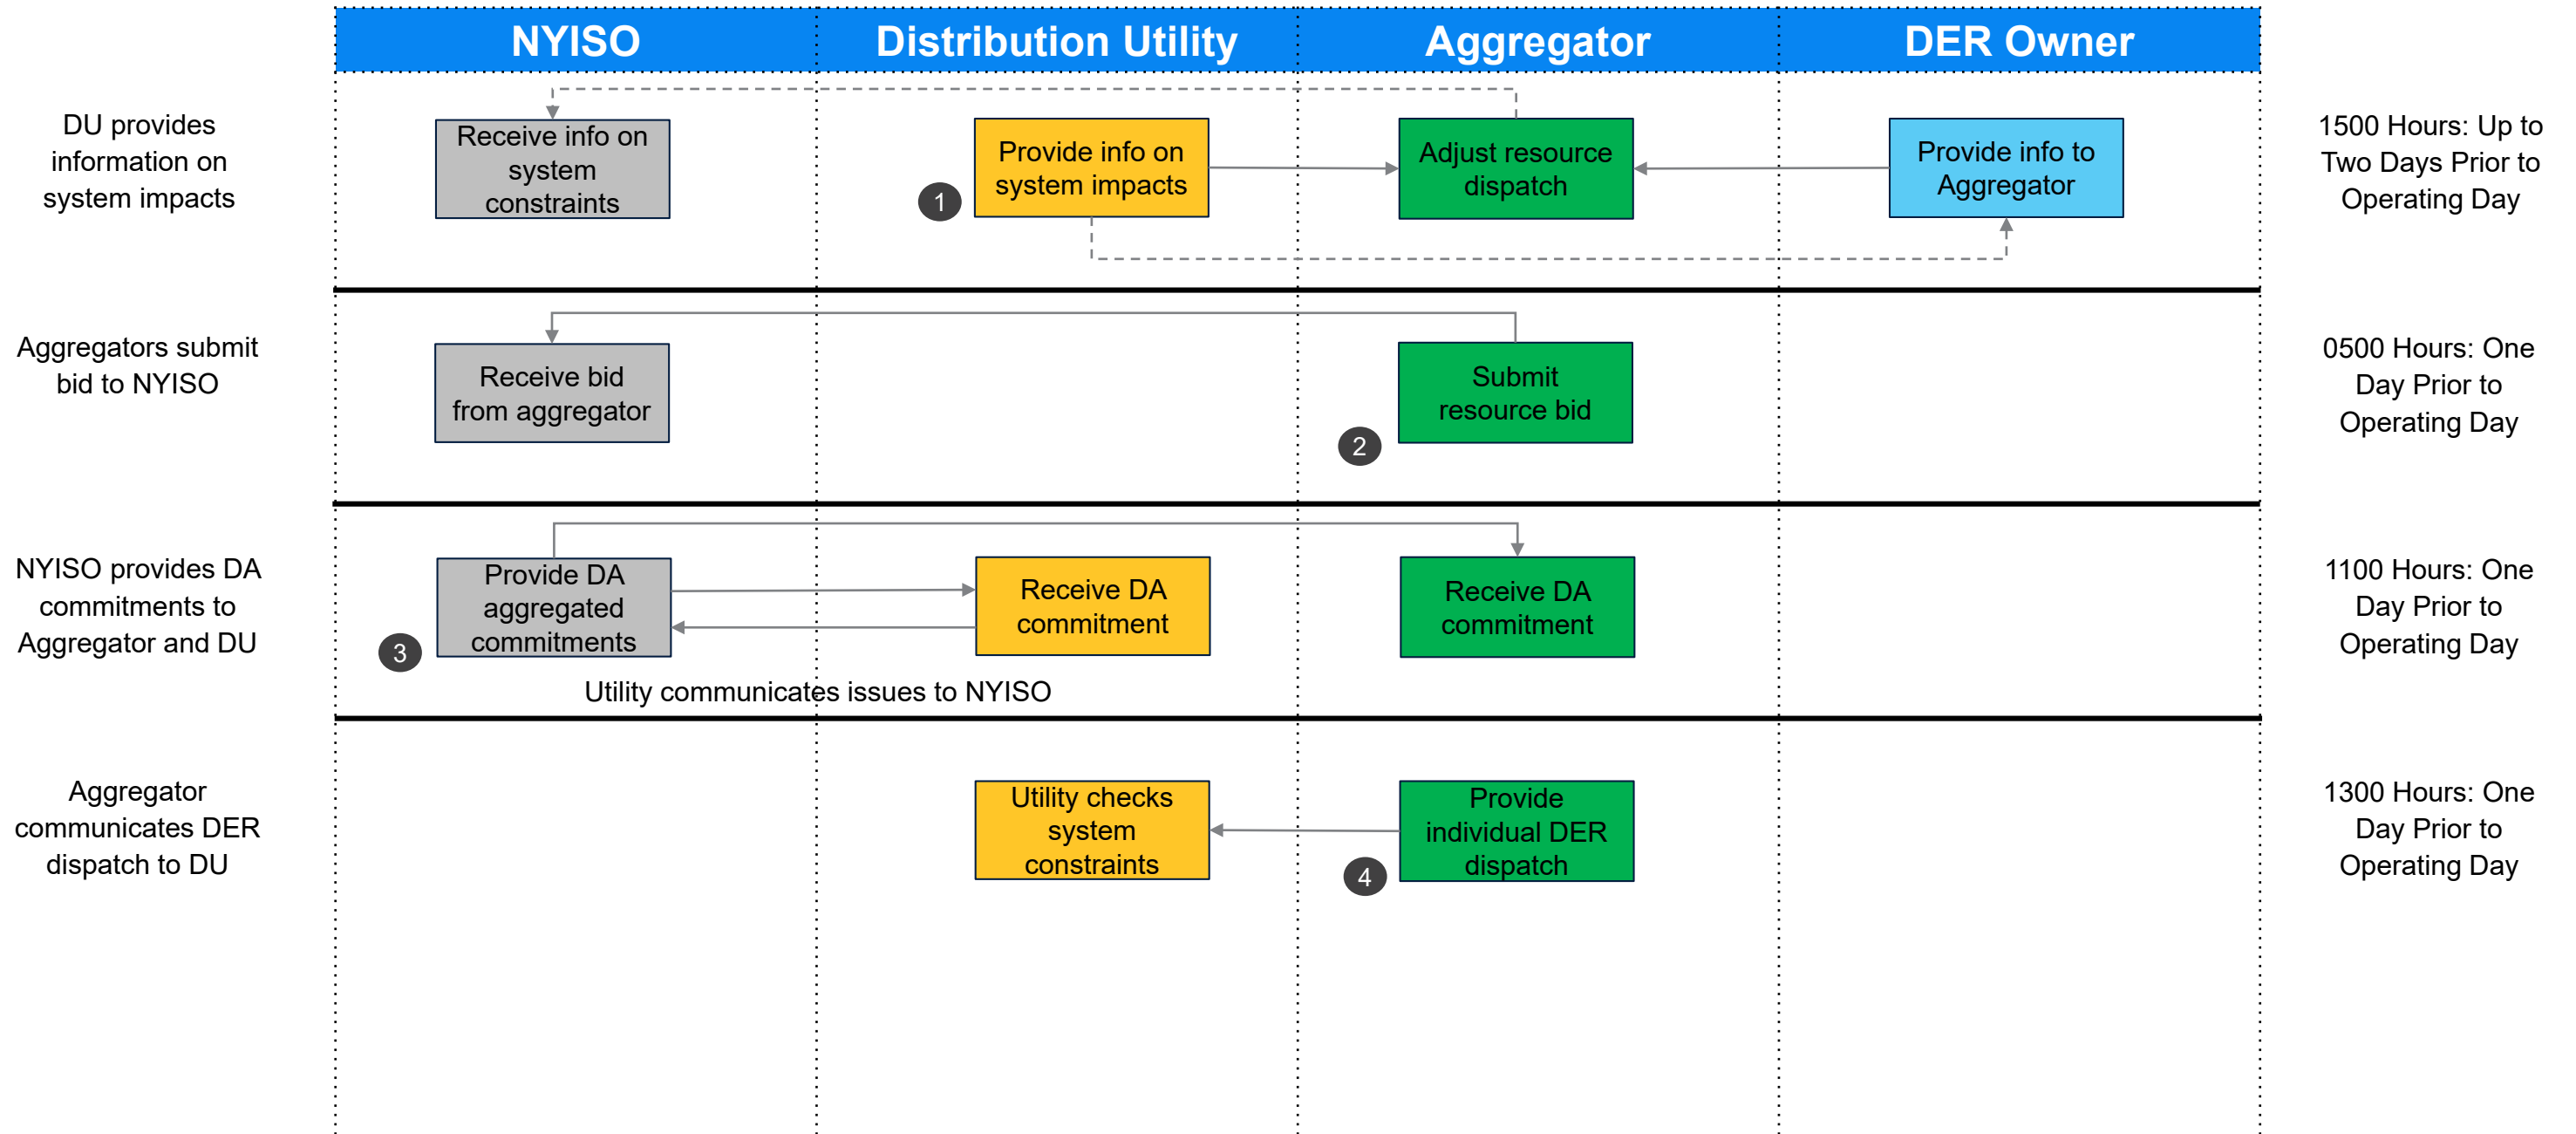 NYISO
Distribution Utility
Aggregator
DER Owner
DU provides
information on
system impacts
Receive info on
system
constraints
1
Provide info on
system impacts
Adjust resource
dispatch
Provide info to
Aggregator
1500 Hours: Up to
Two Days Prior to
Operating Day
Aggregators submit
bid to NYISO
Receive bid
from aggregator
2
Submit
resource bid
0500 Hours: One
Day Prior to
Operating Day
NYISO provides DA
commitments to
Aggregator and DU
3
Provide DA
aggregated
commitments
Receive DA
commitment
Receive DA
commitment
1100 Hours: One
Day Prior to
Operating Day
Utility communicates issues to NYISO
Aggregator
communicates DER
dispatch to DU
Utility checks
system
constraints
4
Provide
individual DER
dispatch
1300 Hours: One
Day Prior to
Operating Day